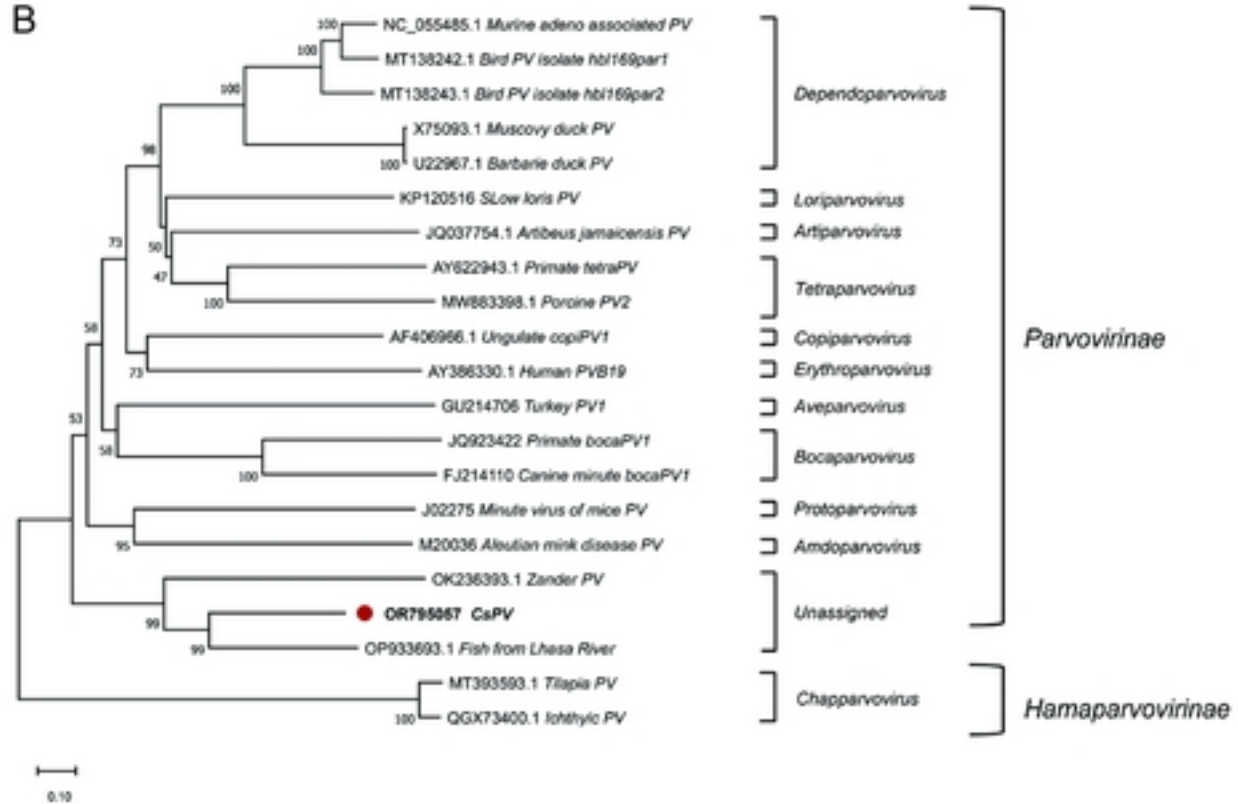 B
NC_055485.1 Murine adeno associated PV
MT138242.1 Bird PV isolate hbl169par1
MT138243.1 Bird PV isolate hbl169par2
X75093.1 Muscovy duck PV
U22967.1 Barbarie duck PV
KP120516 SLow loris PV
JQ037754.1 Artibeus jamaicensis PV
AY622943.1 Primate tetraPV
MW883398.1 Porcine PV2
AF406966.1 Ungulate copiPV1
AY386330.1 Human PVB19
GU214706 Turkey PV1
JQ923422 Primate bocaPV1
FJ214110 Canine minute bocaPV1
J02275 Minute virus of mice PV
M20036 Aleutian mink disease PV
OK236393.1 Zander PV
OR795067 CsPV
OP933693.1 Fish from Lhasa River
MT393593.1 Tilapia PV
QGX73400.1 Ichthyic PV
100
100
100
100
98
50
47
100
73
73
58
58
100
53
95
99
99
100
Dependoparvovirus
Loriparvovirus
Artiparvovirus
Tetraparvovirus
Copiparvovirus
Erythroparvovirus
Aveparvovirus
Bocaparvovirus
Protoparvovirus
Amdoparvovirus
Unassigned
Chapparvovirus
Parvovirinae
Hamaparvovirinae
0.10